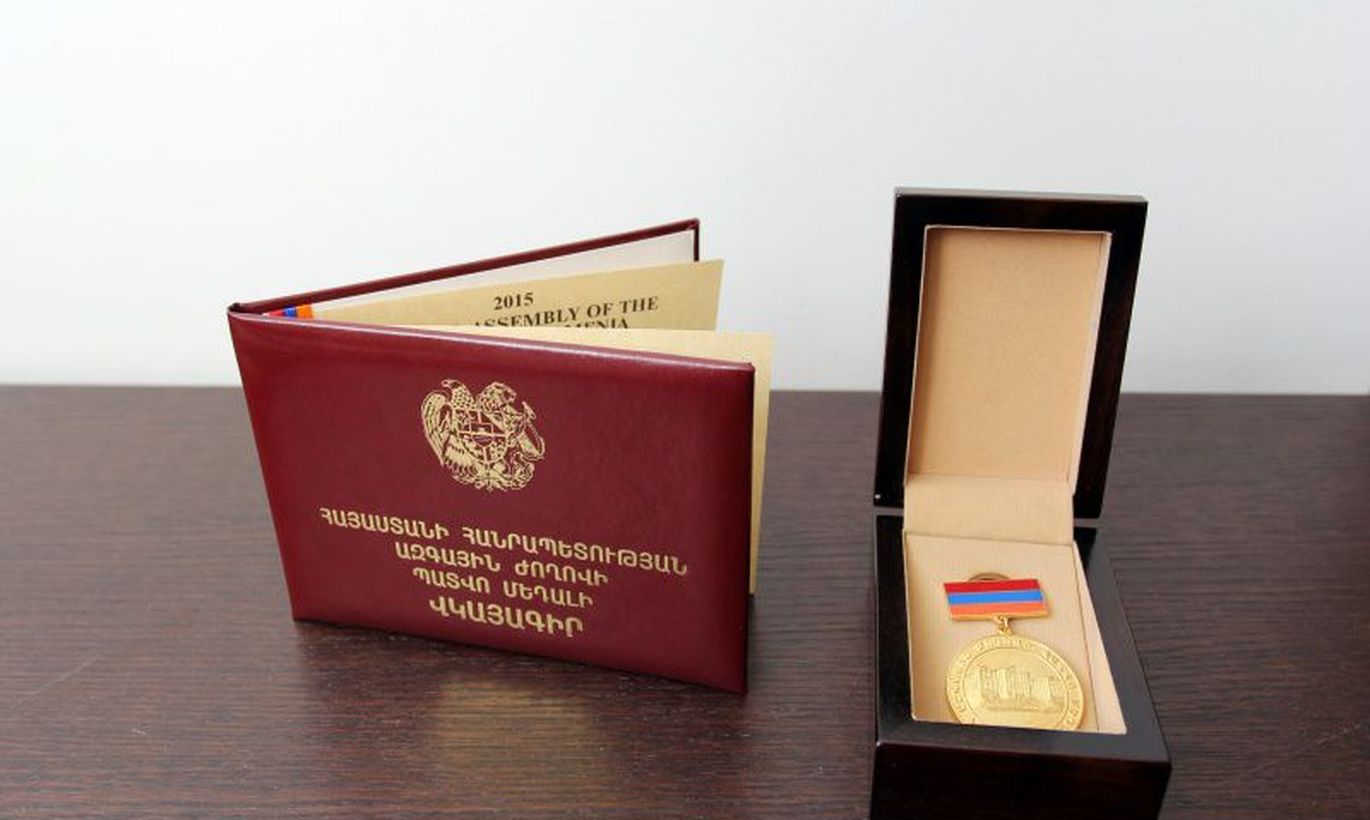 2015
ASSEMBLY OF THE
ՀԱՅԱՍՏԱՆԻ ՀԱՆՐԱՊԵՏՈՒԹՅԱՆ
ԱԶԳԱՅԻՆ ԺՈՂՈՎԻ
ՊԱՏՎՈ ՄԵԴԱԼԻ
ՎԿԱՅԱԳԻՐ